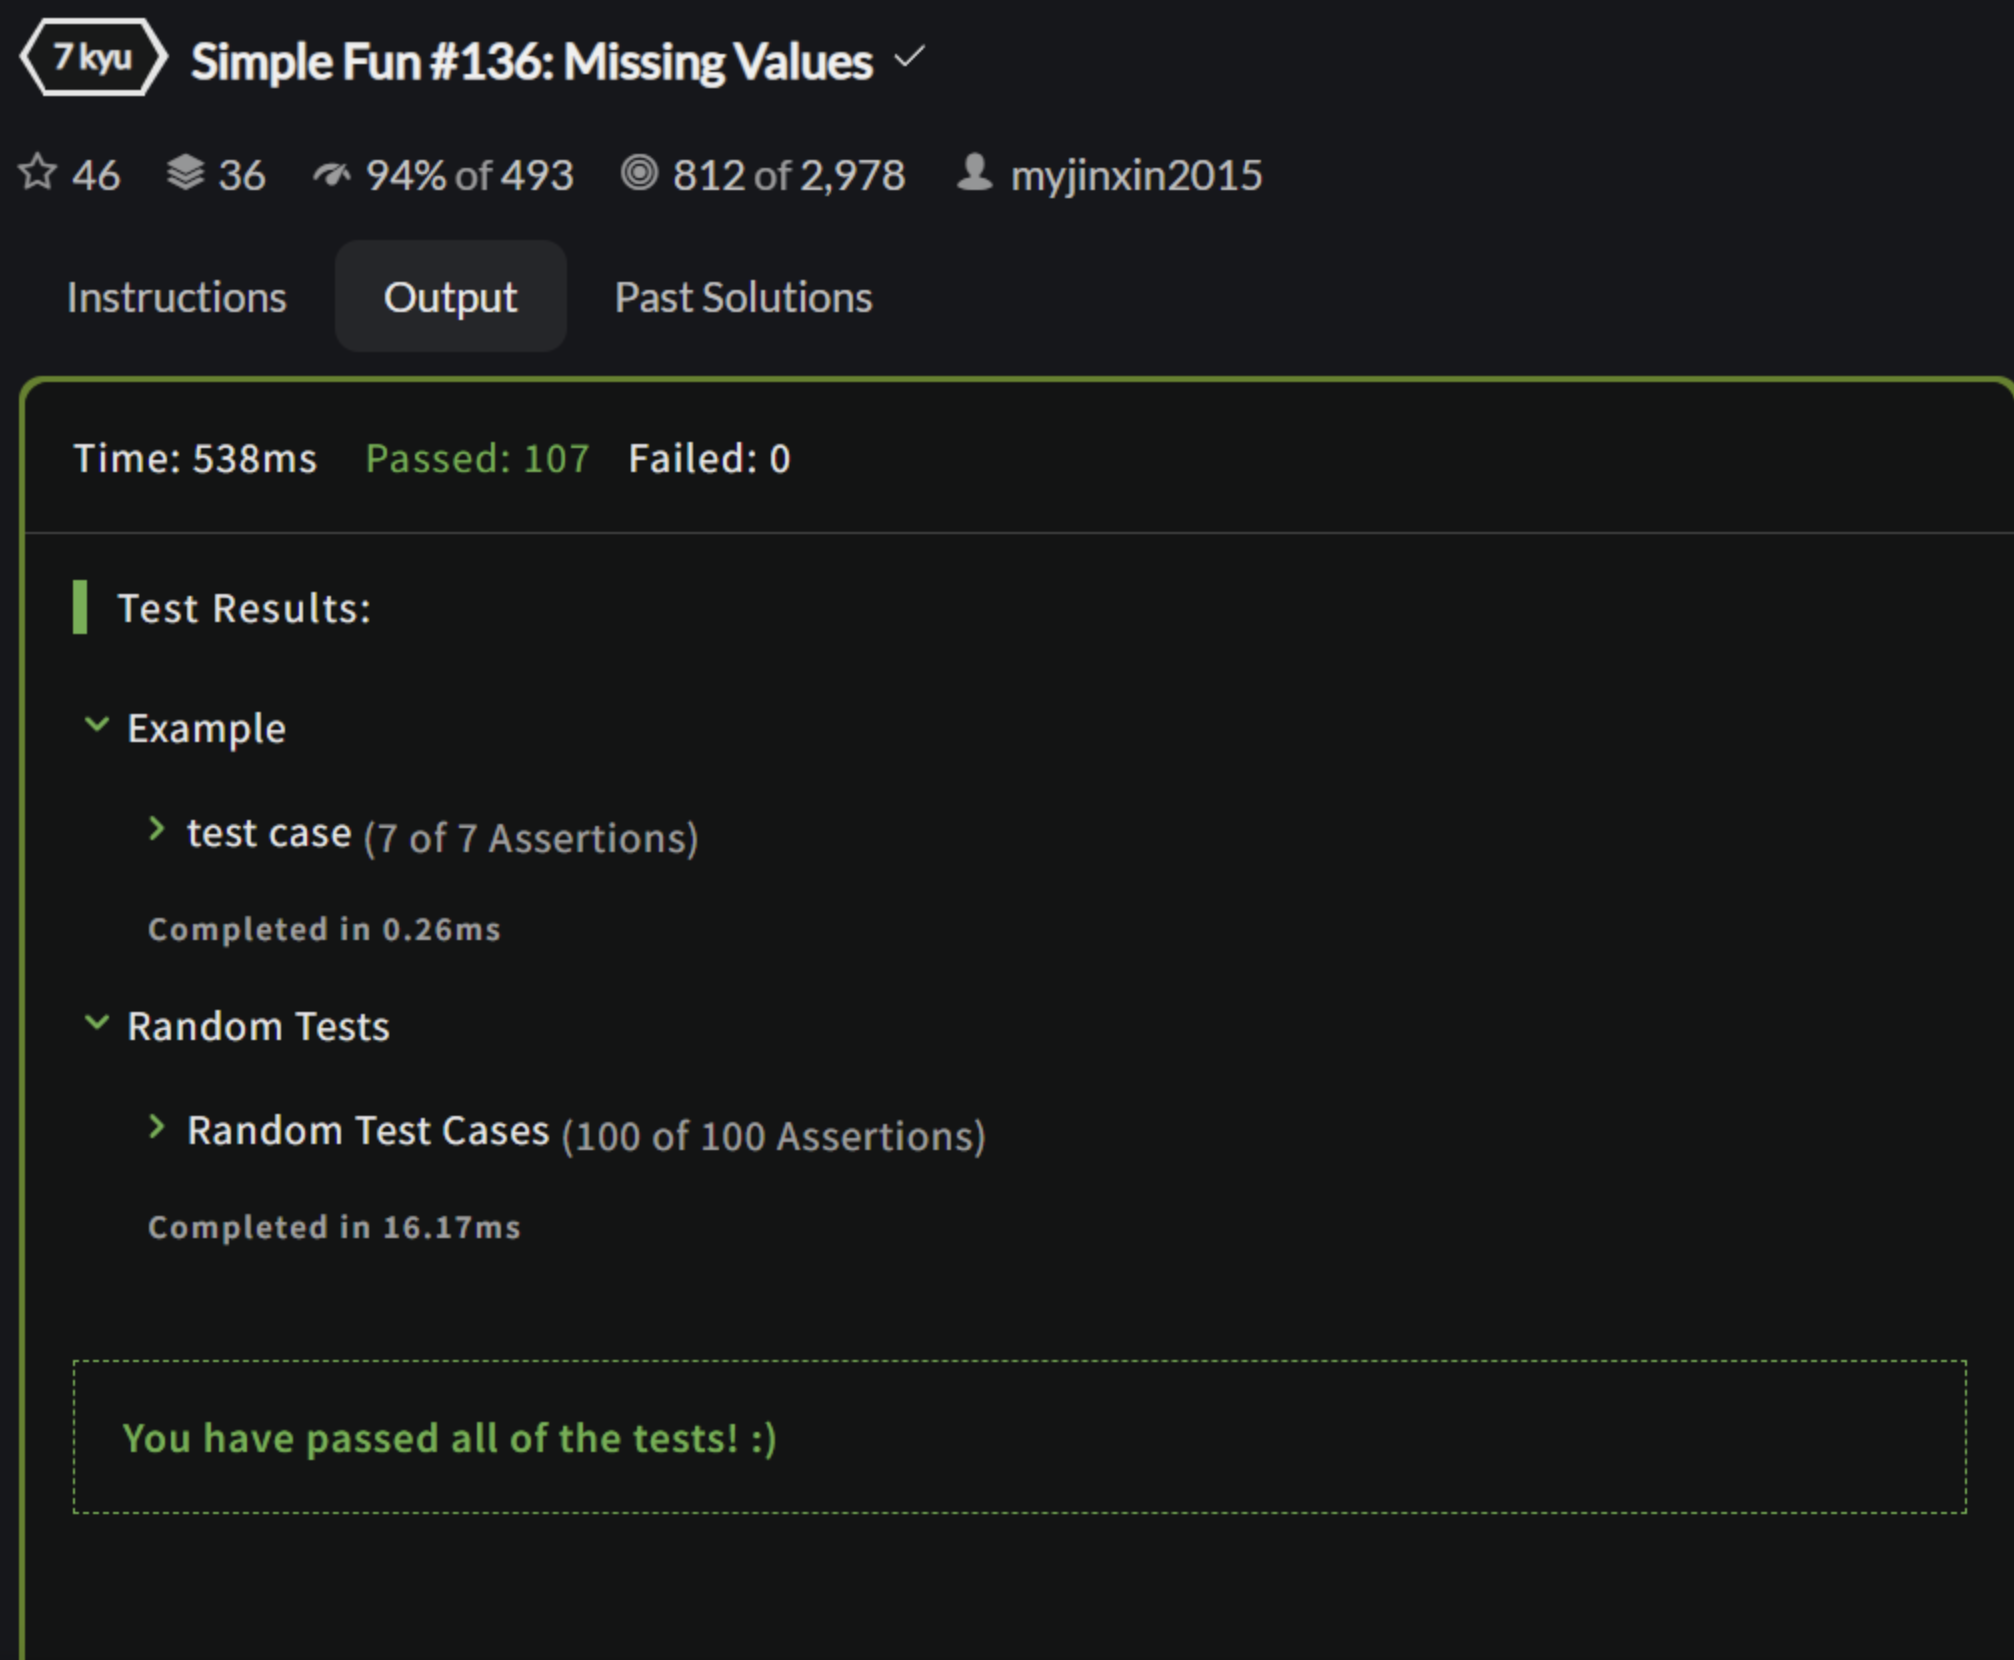 7 kyu Simple Fun #136: Missing Values
46 36 94% of 493 812 of 2,978 myjinxin2015
Instructions Output Past Solutions
Time: 538ms Passed: 107 Failed: 0
Test Results:
Example
test case (7 of 7 Assertions)
Completed in 0.26ms
Random Tests
Random Test Cases (100 of 100 Assertions)
Completed in 16.17ms
You have passed all of the tests! :)